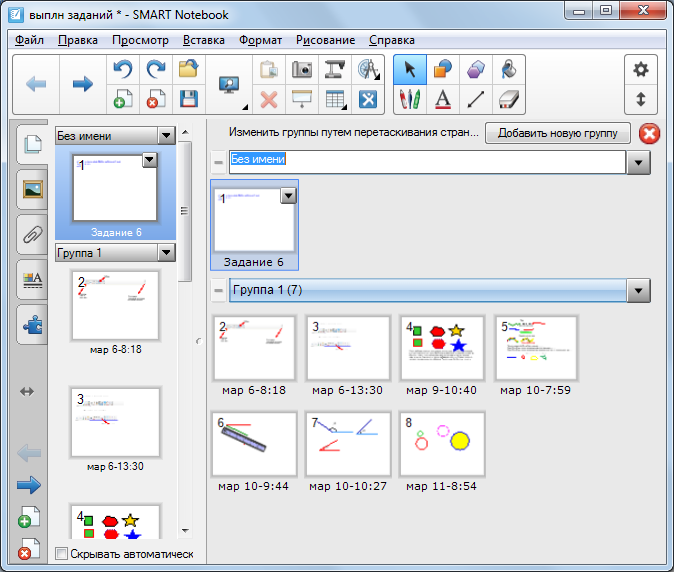 выплн заданий * - SMART Notebook
Файл Правка Просмотр Вставка Формат Рисование Справка
Без имени
1
Задание 6
Группа 1
2
мар 6-8:18
3
мар 6-13:30
4
Скрывать автоматическ
Изменить группы путем перетаскивания стран... Добавить новую группу
Без имени
1
Задание 6
Группа 1 (7)
2 3 4 5
мар 6-8:18 мар 6-13:30 мар 9-10:40 мар 10-7:59
6 7 8
мар 10-9:44 мар 10-10:27 мар 11-8:54